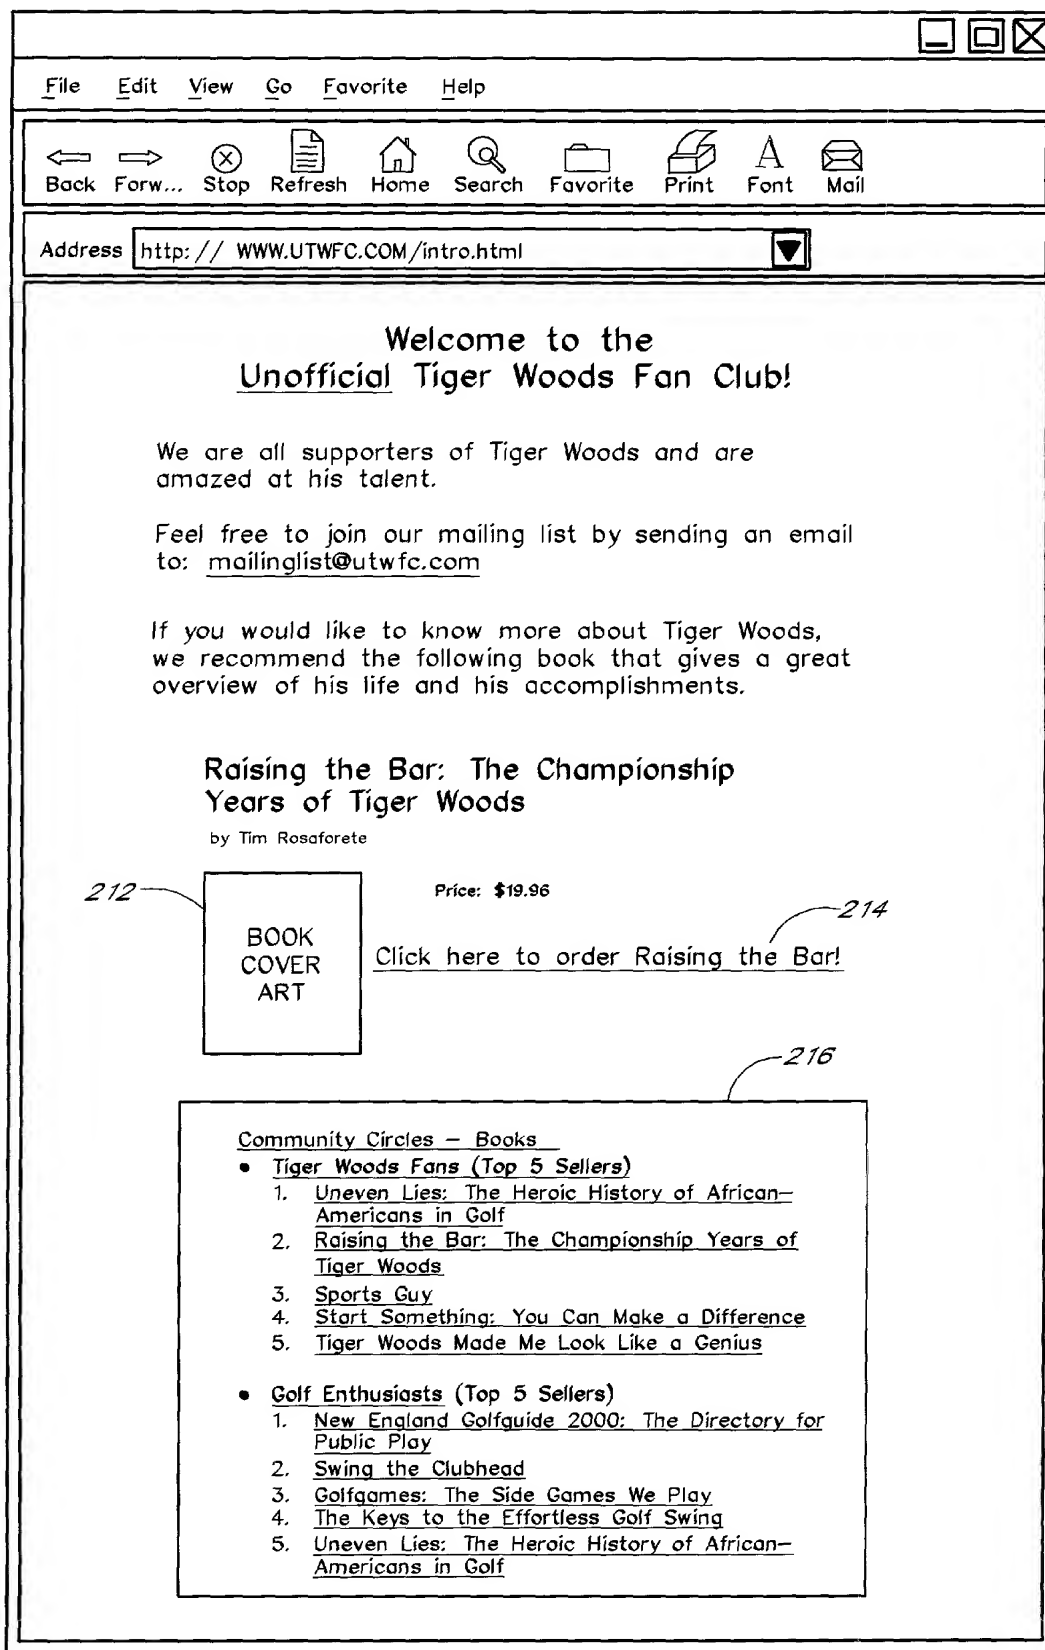 File Edit View Go Favorite Help
Back Forw... Stop Refresh Home Search Favorite Print Font Mail
Address http: // WWW.UTWFC.COM/intro.html
Welcome to the
Unofficial Tiger Woods Fan Club!
We are all supporters of Tiger Woods and are
amazed at his talent.
Feel free to join our mailing list by sending an email
to: mailinglist@utwfc.com
If you would like to know more about Tiger Woods,
we recommend the following book that gives a great
overview of his life and his accomplishments.
Raising the Bar: The Championship
Years of Tiger Woods
by Tim Rosaforete
212
Price: $19.96
214
BOOK
COVER
ART
Click here to order Raising the Bar!
216
Community Circles – Books
• Tiger Woods Fans (Top 5 Sellers)
1. Uneven Lies: The Heroic History of African–
Americans in Golf
2. Raising the Bar: The Championship Years of
Tiger Woods
3. Sports Guy
4. Start Something: You Can Make a Difference
5. Tiger Woods Made Me Look Like a Genius
• Golf Enthusiasts (Top 5 Sellers)
1. New England Golfguide 2000: The Directory for
Public Play
2. Swing the Clubhead
3. Golfgames: The Side Games We Play
4. The Keys to the Effortless Golf Swing
5. Uneven Lies: The Heroic History of African–
Americans in Golf